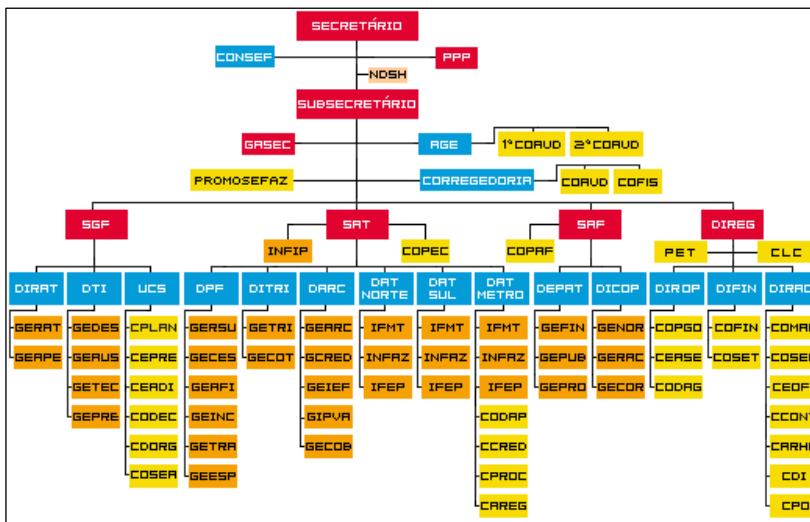 SECRETÁRIO
CONSEF
PPP
NDSH
SUBSECRETÁRIO
GASEC
AGE
1ª COAUD
2ª COAUD
PROMOSEFAZ
CORREGEDORIA
COAUD
COFIS
SGF
SAT
SAF
DIREG
INFIP
COPEC
COPAF
PET
CLC
DIRAT
DTI
UCS
DPF
DITRI
DARC
DAT NORTE
DAT SUL
DAT METRO
DEPAT
DICOP
DIROP
DIFIN
GERAT
GEDES
CPLAN
GERSU
GETRI
GEARC
IFMT
IFMT
IFMT
GEFIN
GENOR
COPGO
COFIN
GEAPE
GEAUS
CEPRE
GECES
GECOT
GCRED
INFAZ
INFAZ
INFAZ
GEPUB
GERAC
CEASE
COSET
GETEC
CEADI
GEAFI
GEIEF
IFEP
IFEP
IFEP
GEPRO
GECOR
CODAG
CEOF
GEPRE
CODEC
GEINC
GIPVA
CODAP
CDORG
GETRA
GECOB
CCRED
COSEA
GEESP
CPROC
CDI
CAREG